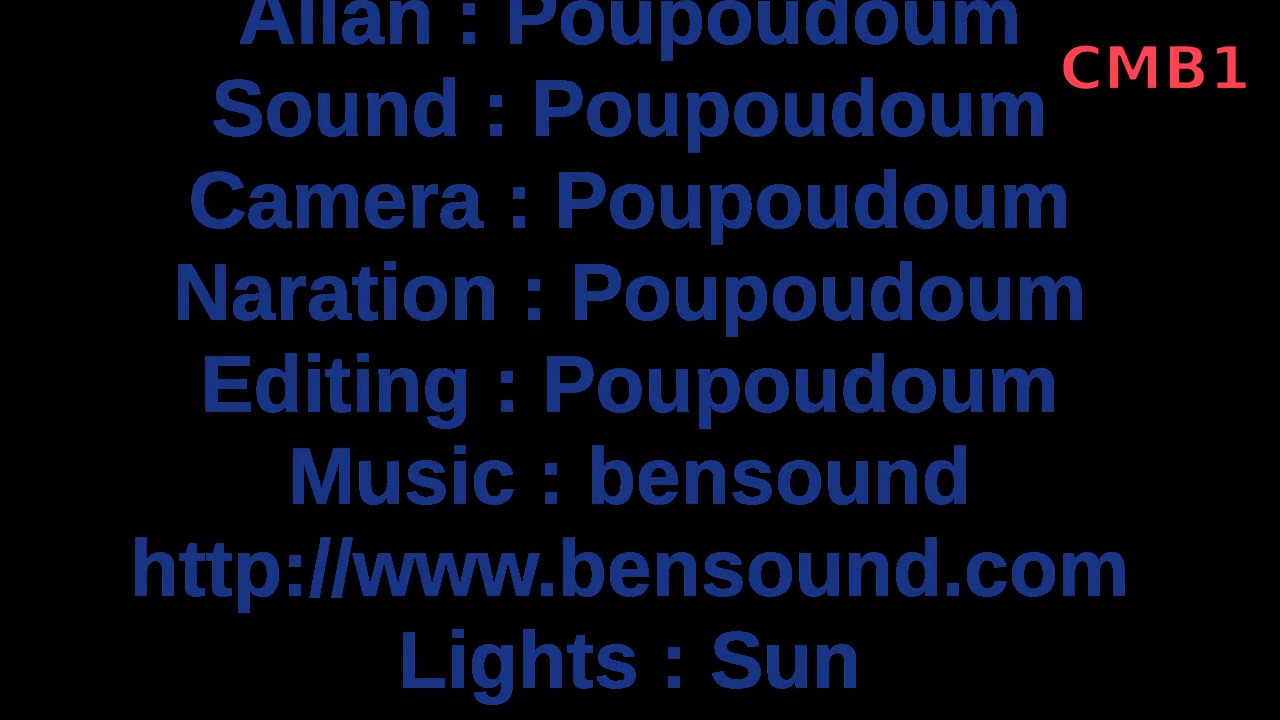 Allan : Poupoudoum
CMB1
Sound : Poupoudoum
Camera : Poupoudoum
Naration : Poupoudoum
Editing : Poupoudoum
Music : bensound
http://www.bensound.com
Lights : Sun